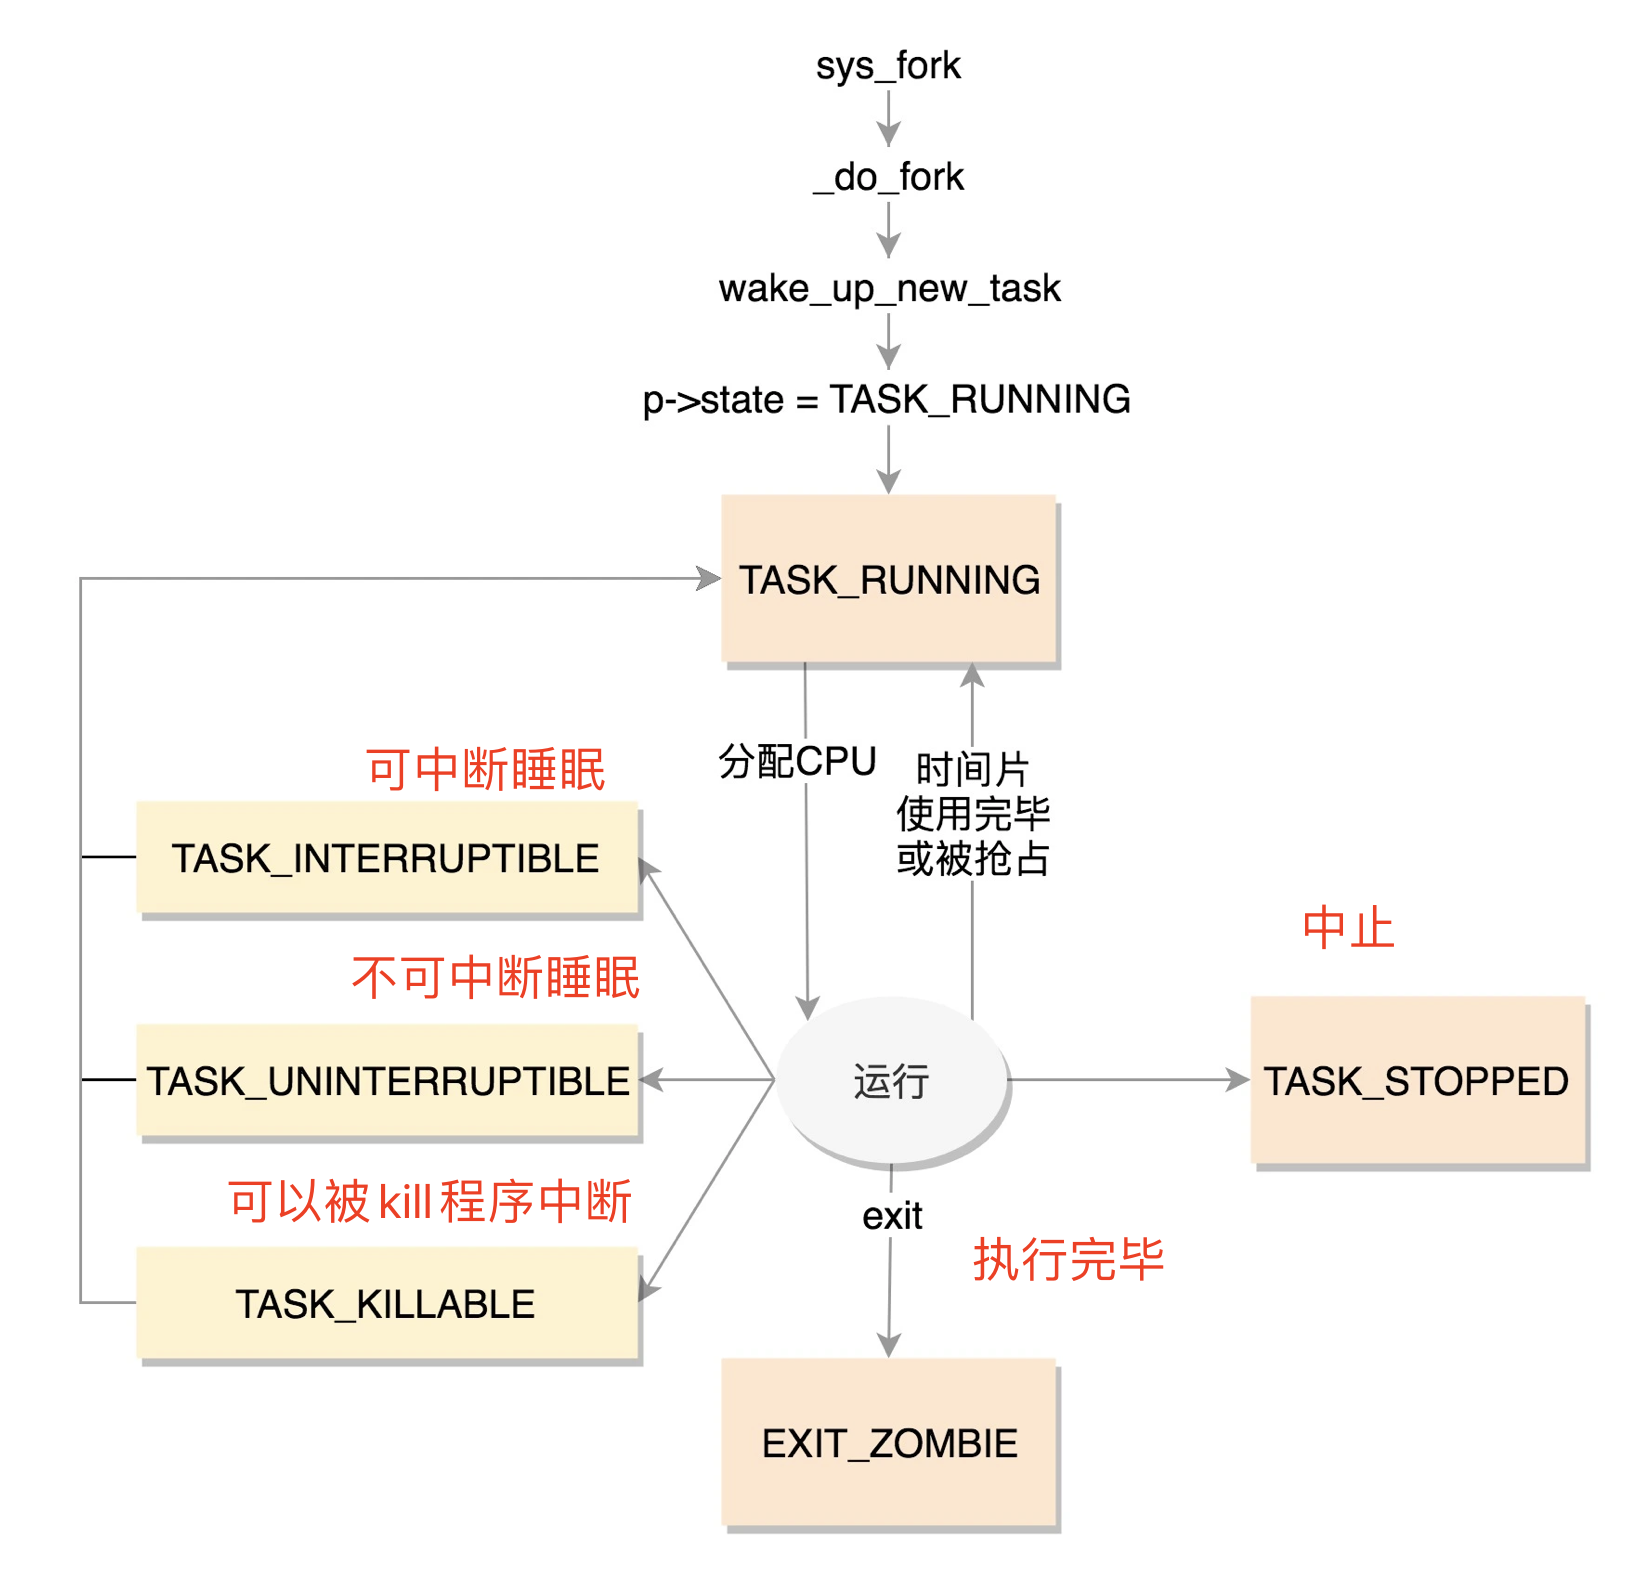 sys_fork
_do_fork
wake_up_new_task
p->state = TASK_RUNNING
TASK_RUNNING
分配CPU
时间片
使用完毕
或被抢占
可中断睡眠
TASK_INTERRUPTIBLE
不可中断睡眠
TASK_UNINTERRUPTIBLE
可以被kill程序中断
TASK_KILLABLE
运行
中止
TASK_STOPPED
exit
执行完毕
EXIT_ZOMBIE